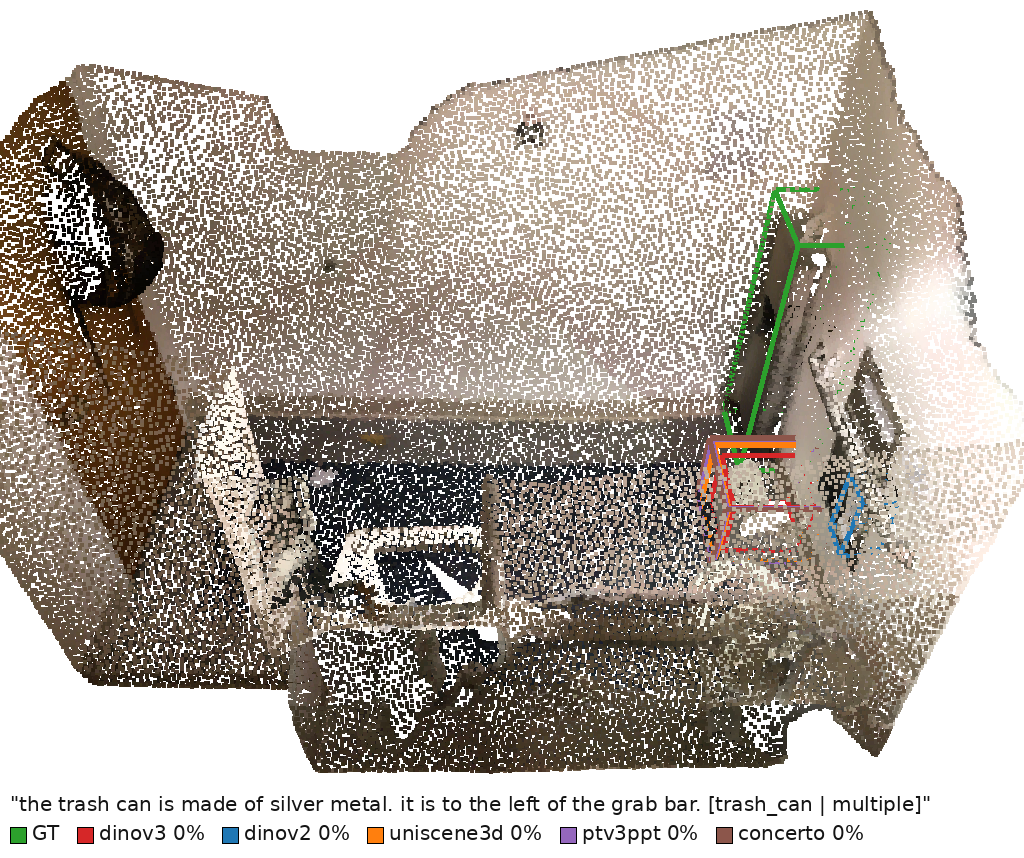 "the trash can is made of silver metal. it is to the left of the grab bar. [trash_can | multiple]"
GT dinov3 0% dinov2 0% uniscene3d 0% ptv3ppt 0% concerto 0%